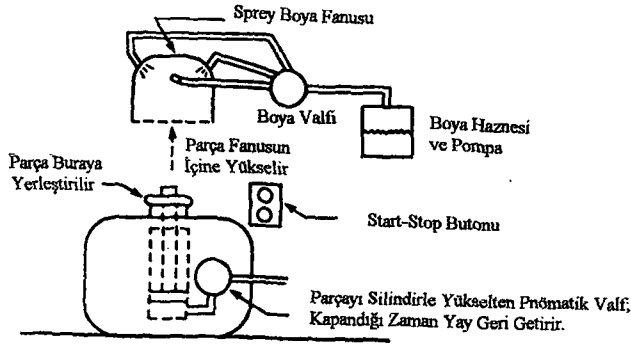 Sprey Boya Fanusu
Boya Valfi
Boya Haznesi
ve Pompa
Parça Fanusun
İçine Yükselir
Parça Buraya
Yerleştirilir
Start-Stop Butonu
Parçayı Silindirle Yükselten Pnömatik Valf;
Kapandığı Zaman Yay Geri Getirir.